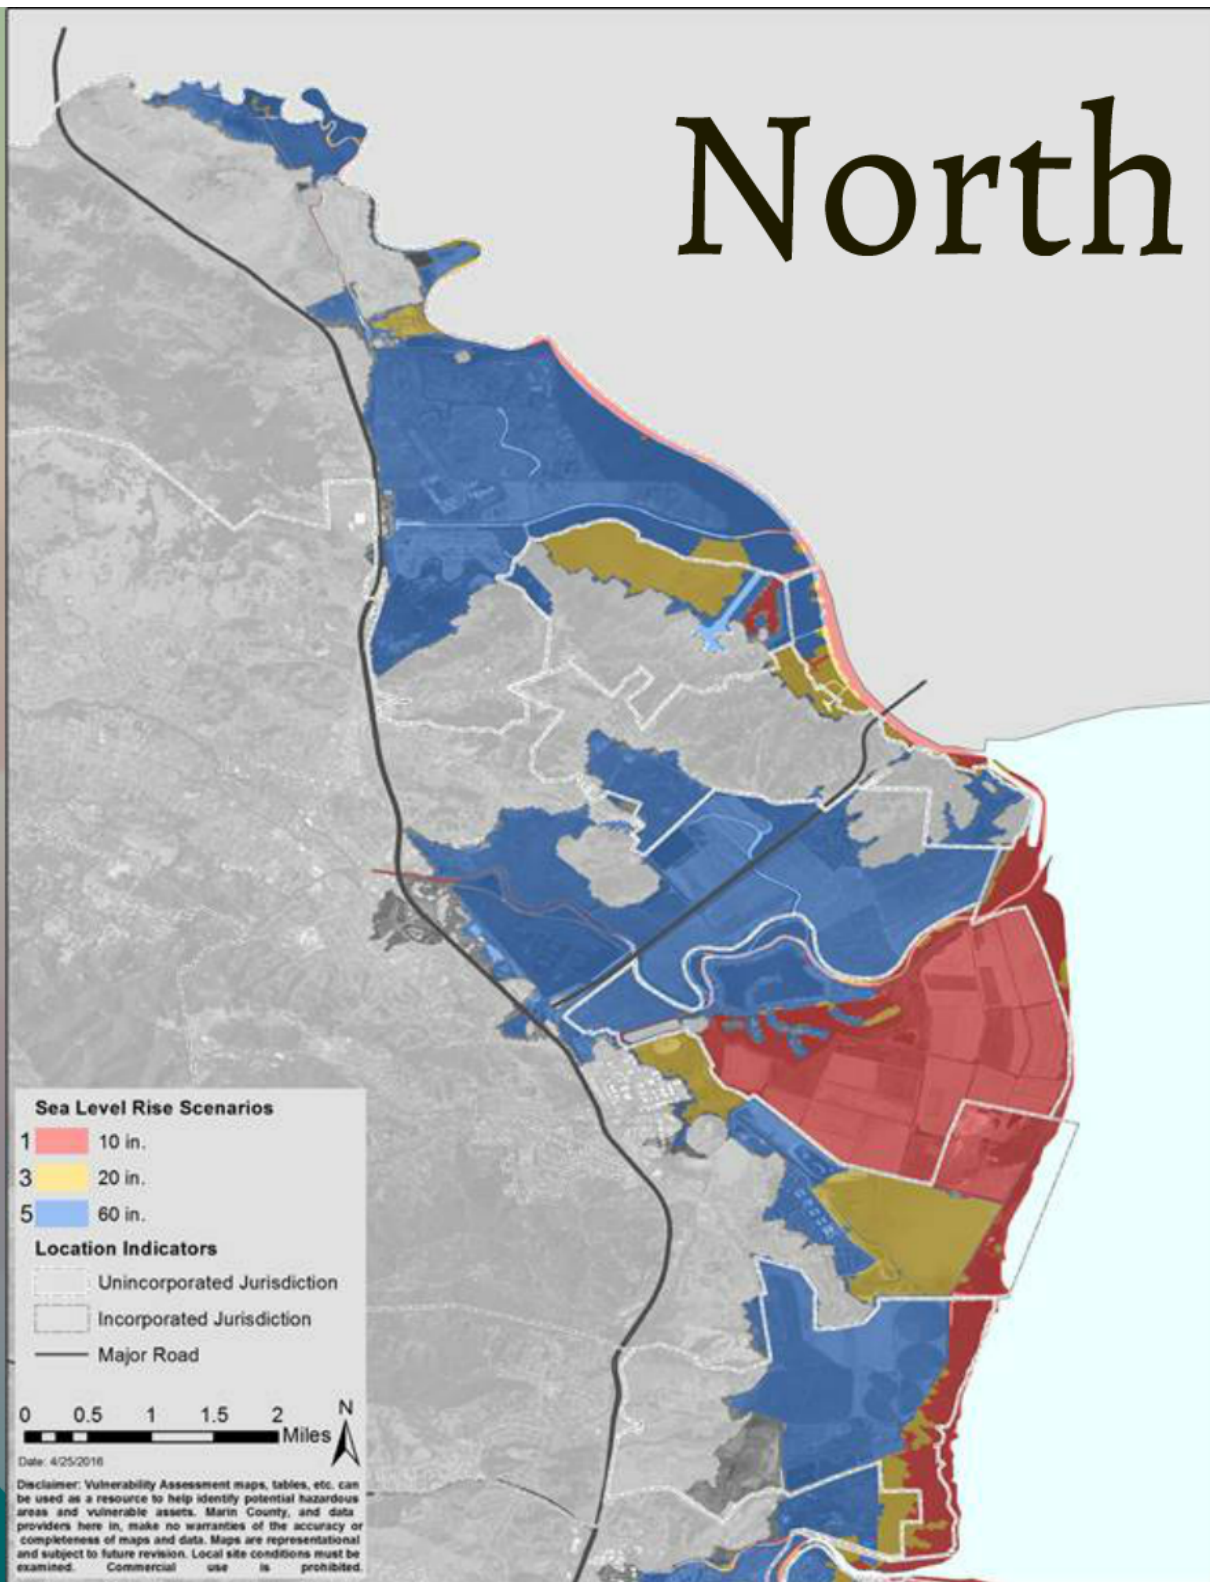 North
Sea Level Rise Scenarios
1 10 in.
3 20 in.
5 60 in.
Location Indicators
Unincorporated Jurisdiction
Incorporated Jurisdiction
Major Road
N
0 0.5 1 1.5 2
Miles
Date: 4/25/2016
Disclaimer: Vulnerability Assessment maps, tables, etc. can
be used as a resource to help identify potential hazardous
areas and vulnerable assets. Marin County, and data
providers here in, make no warranties of the accuracy or
completeness of maps and data. Maps are representational
and subject to future revision. Local site conditions must be
examined. Commercial use is prohibited.